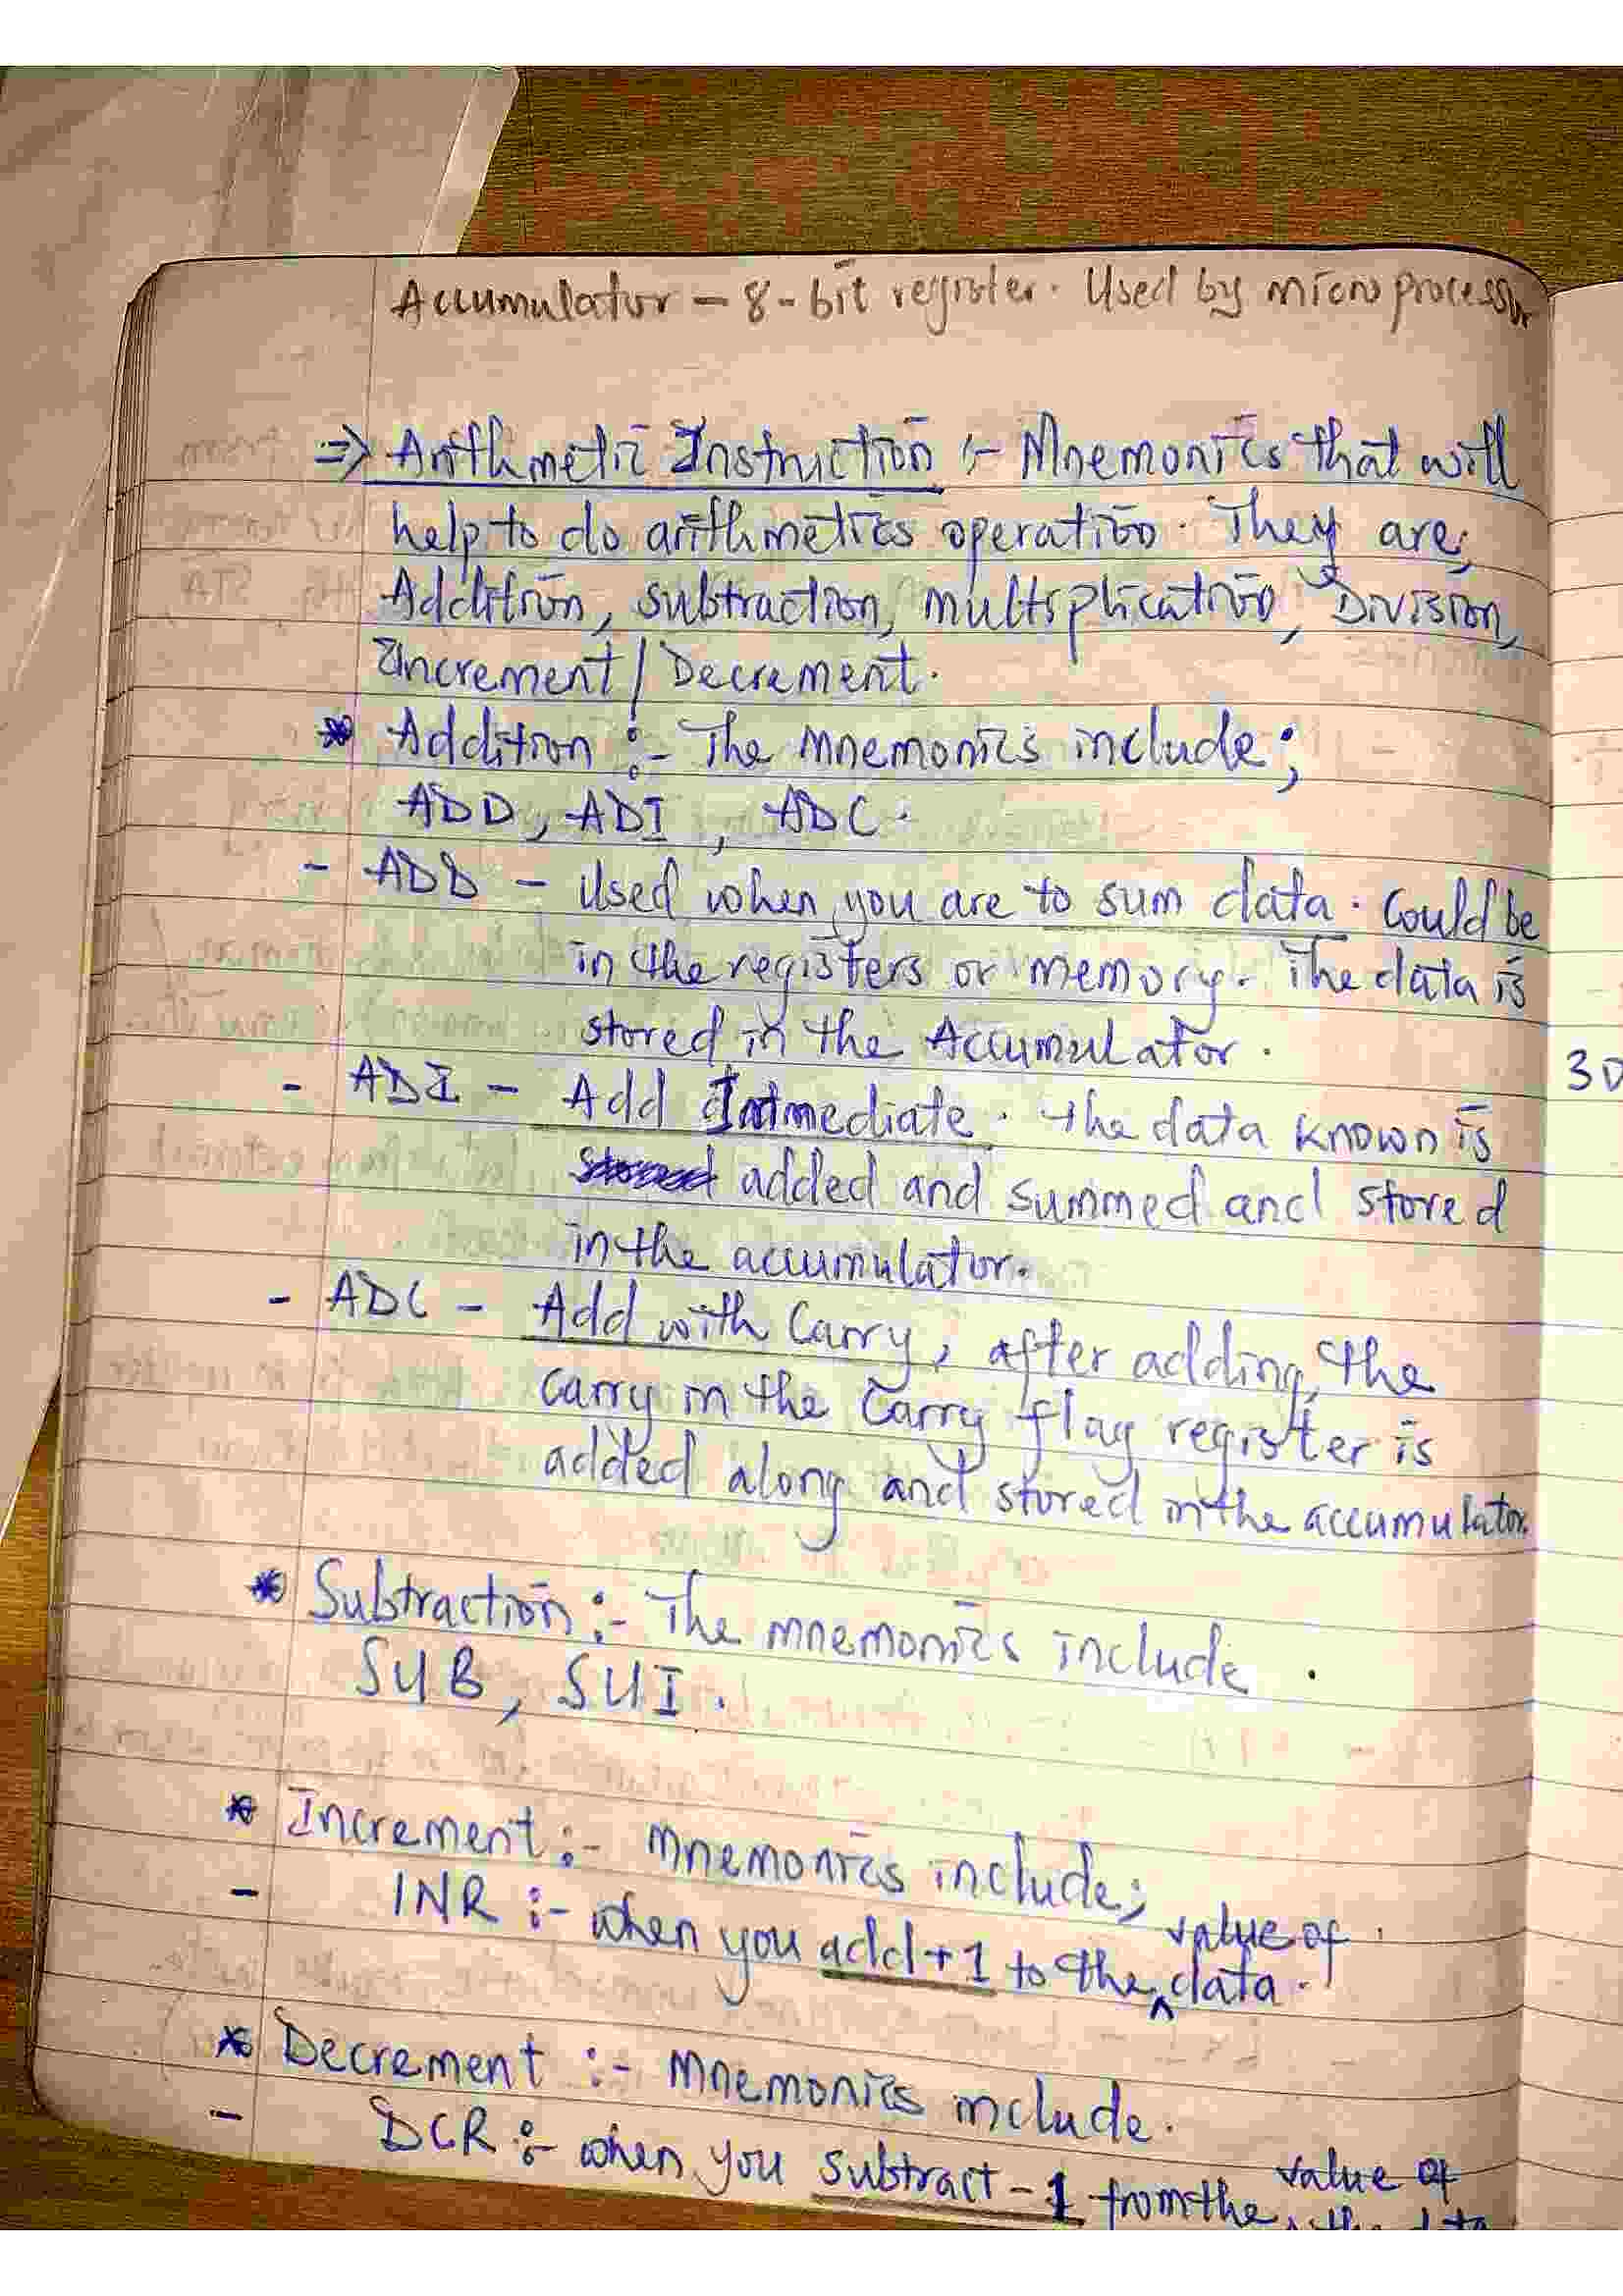 Accumulator - 8-bit register. Used by microprocessor
=> Arithmetic Instruction :- Mnemonics that will
help to do arithmetics operation. They are;
Addition, subtraction, multiplication, Division,
Increment/Decrement.
* Addition :- The Mnemonics include;
ADD, ADI, ADC.
- ADD - Used when you are to sum data. Could be
in the registers or memory. The data is
stored in the Accumulator.
3D
- ADI - Add Immediate. The data known is
added and summed and stored
in the accumulator.
- ADC - Add with Carry, after adding, the
carry in the Carry flag register is
added along and stored in the accumulator.
* Subtraction :- The mnemonics include.
SUB, SUI.
* Increment :- Mnemonics include;
- INR :- when you add +1 to the value of data.
* Decrement :- Mnemonics include.
- DCR :- when you subtract -1 from the value of
the data